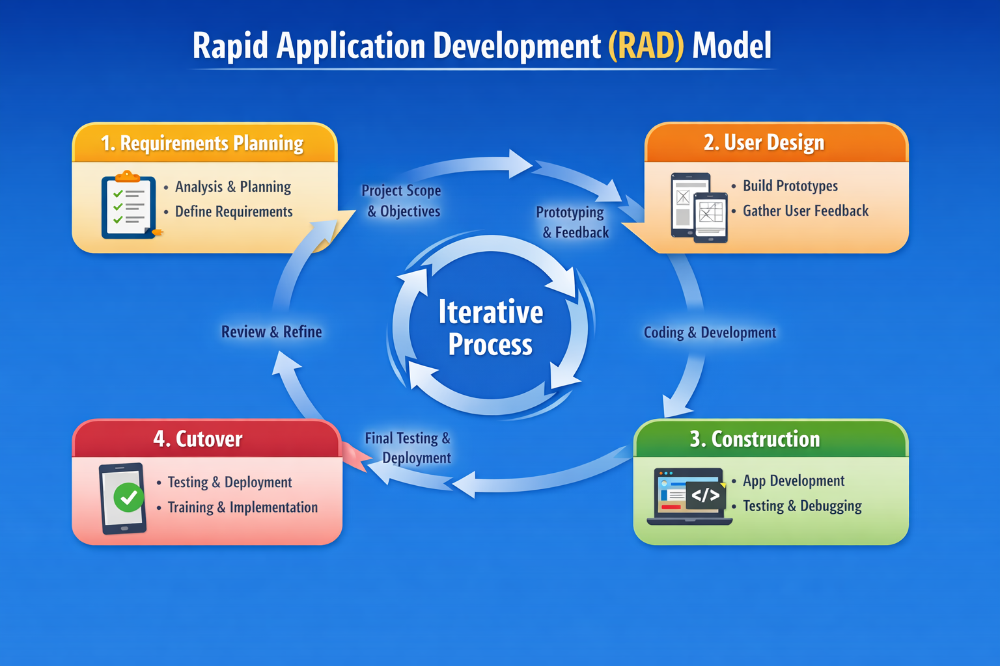 Rapid Application Development (RAD) Model
1. Requirements Planning
• Analysis & Planning
• Define Requirements
2. User Design
• Build Prototypes
• Gather User Feedback
Project Scope
& Objectives
Prototyping
& Feedback
Iterative
Process
Review & Refine
Coding & Development
4. Cutover
• Testing & Deployment
• Training & Implementation
Final Testing &
Deployment
3. Construction
</>
• App Development
• Testing & Debugging